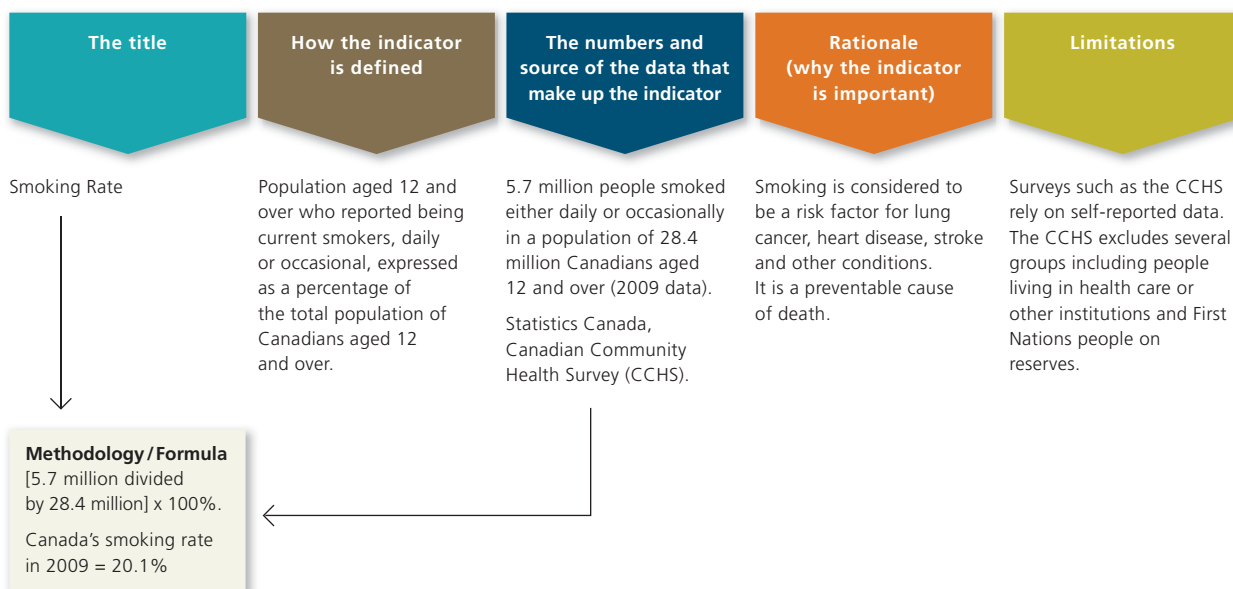 The title
How the indicator
is defined
The numbers and
source of the data that
make up the indicator
Rationale
(why the indicator
is important)
Limitations
Smoking Rate
Population aged 12 and
over who reported being
current smokers, daily
or occasional, expressed
as a percentage of
the total population of
Canadians aged 12
and over.
5.7 million people smoked
either daily or occasionally
in a population of 28.4
million Canadians aged
12 and over (2009 data).
Statistics Canada,
Canadian Community
Health Survey (CCHS).
Smoking is considered to
be a risk factor for lung
cancer, heart disease, stroke
and other conditions.
It is a preventable cause
of death.
Surveys such as the CCHS
rely on self-reported data.
The CCHS excludes several
groups including people
living in health care or
other institutions and First
Nations people on
reserves.
Methodology / Formula
[5.7 million divided
by 28.4 million] x 100%.
Canada’s smoking rate
in 2009 = 20.1%